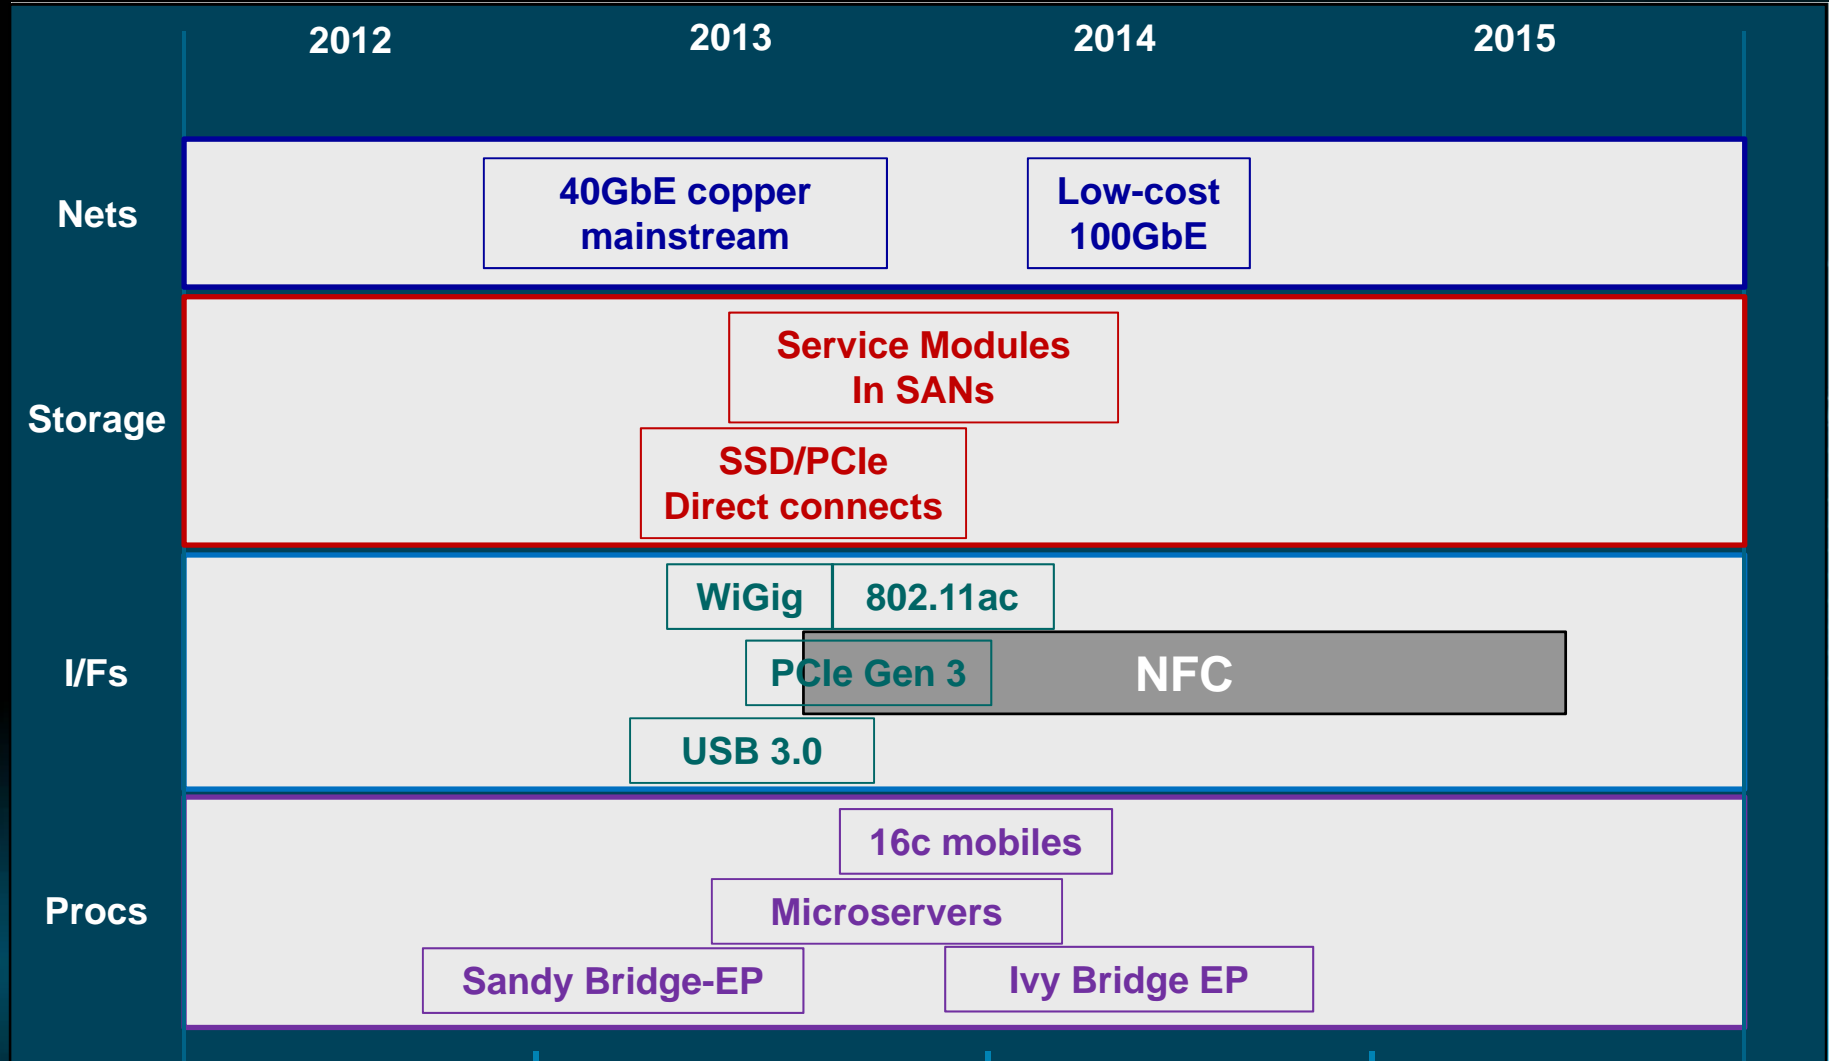 2012
2013
2014
2015
Nets
40GbE copper
mainstream
Low-cost
100GbE
Storage
Service Modules
In SANs
SSD/PCIe
Direct connects
I/Fs
WiGig
802.11ac
PCIe Gen 3
NFC
USB 3.0
Procs
16c mobiles
Microservers
Sandy Bridge-EP
Ivy Bridge EP